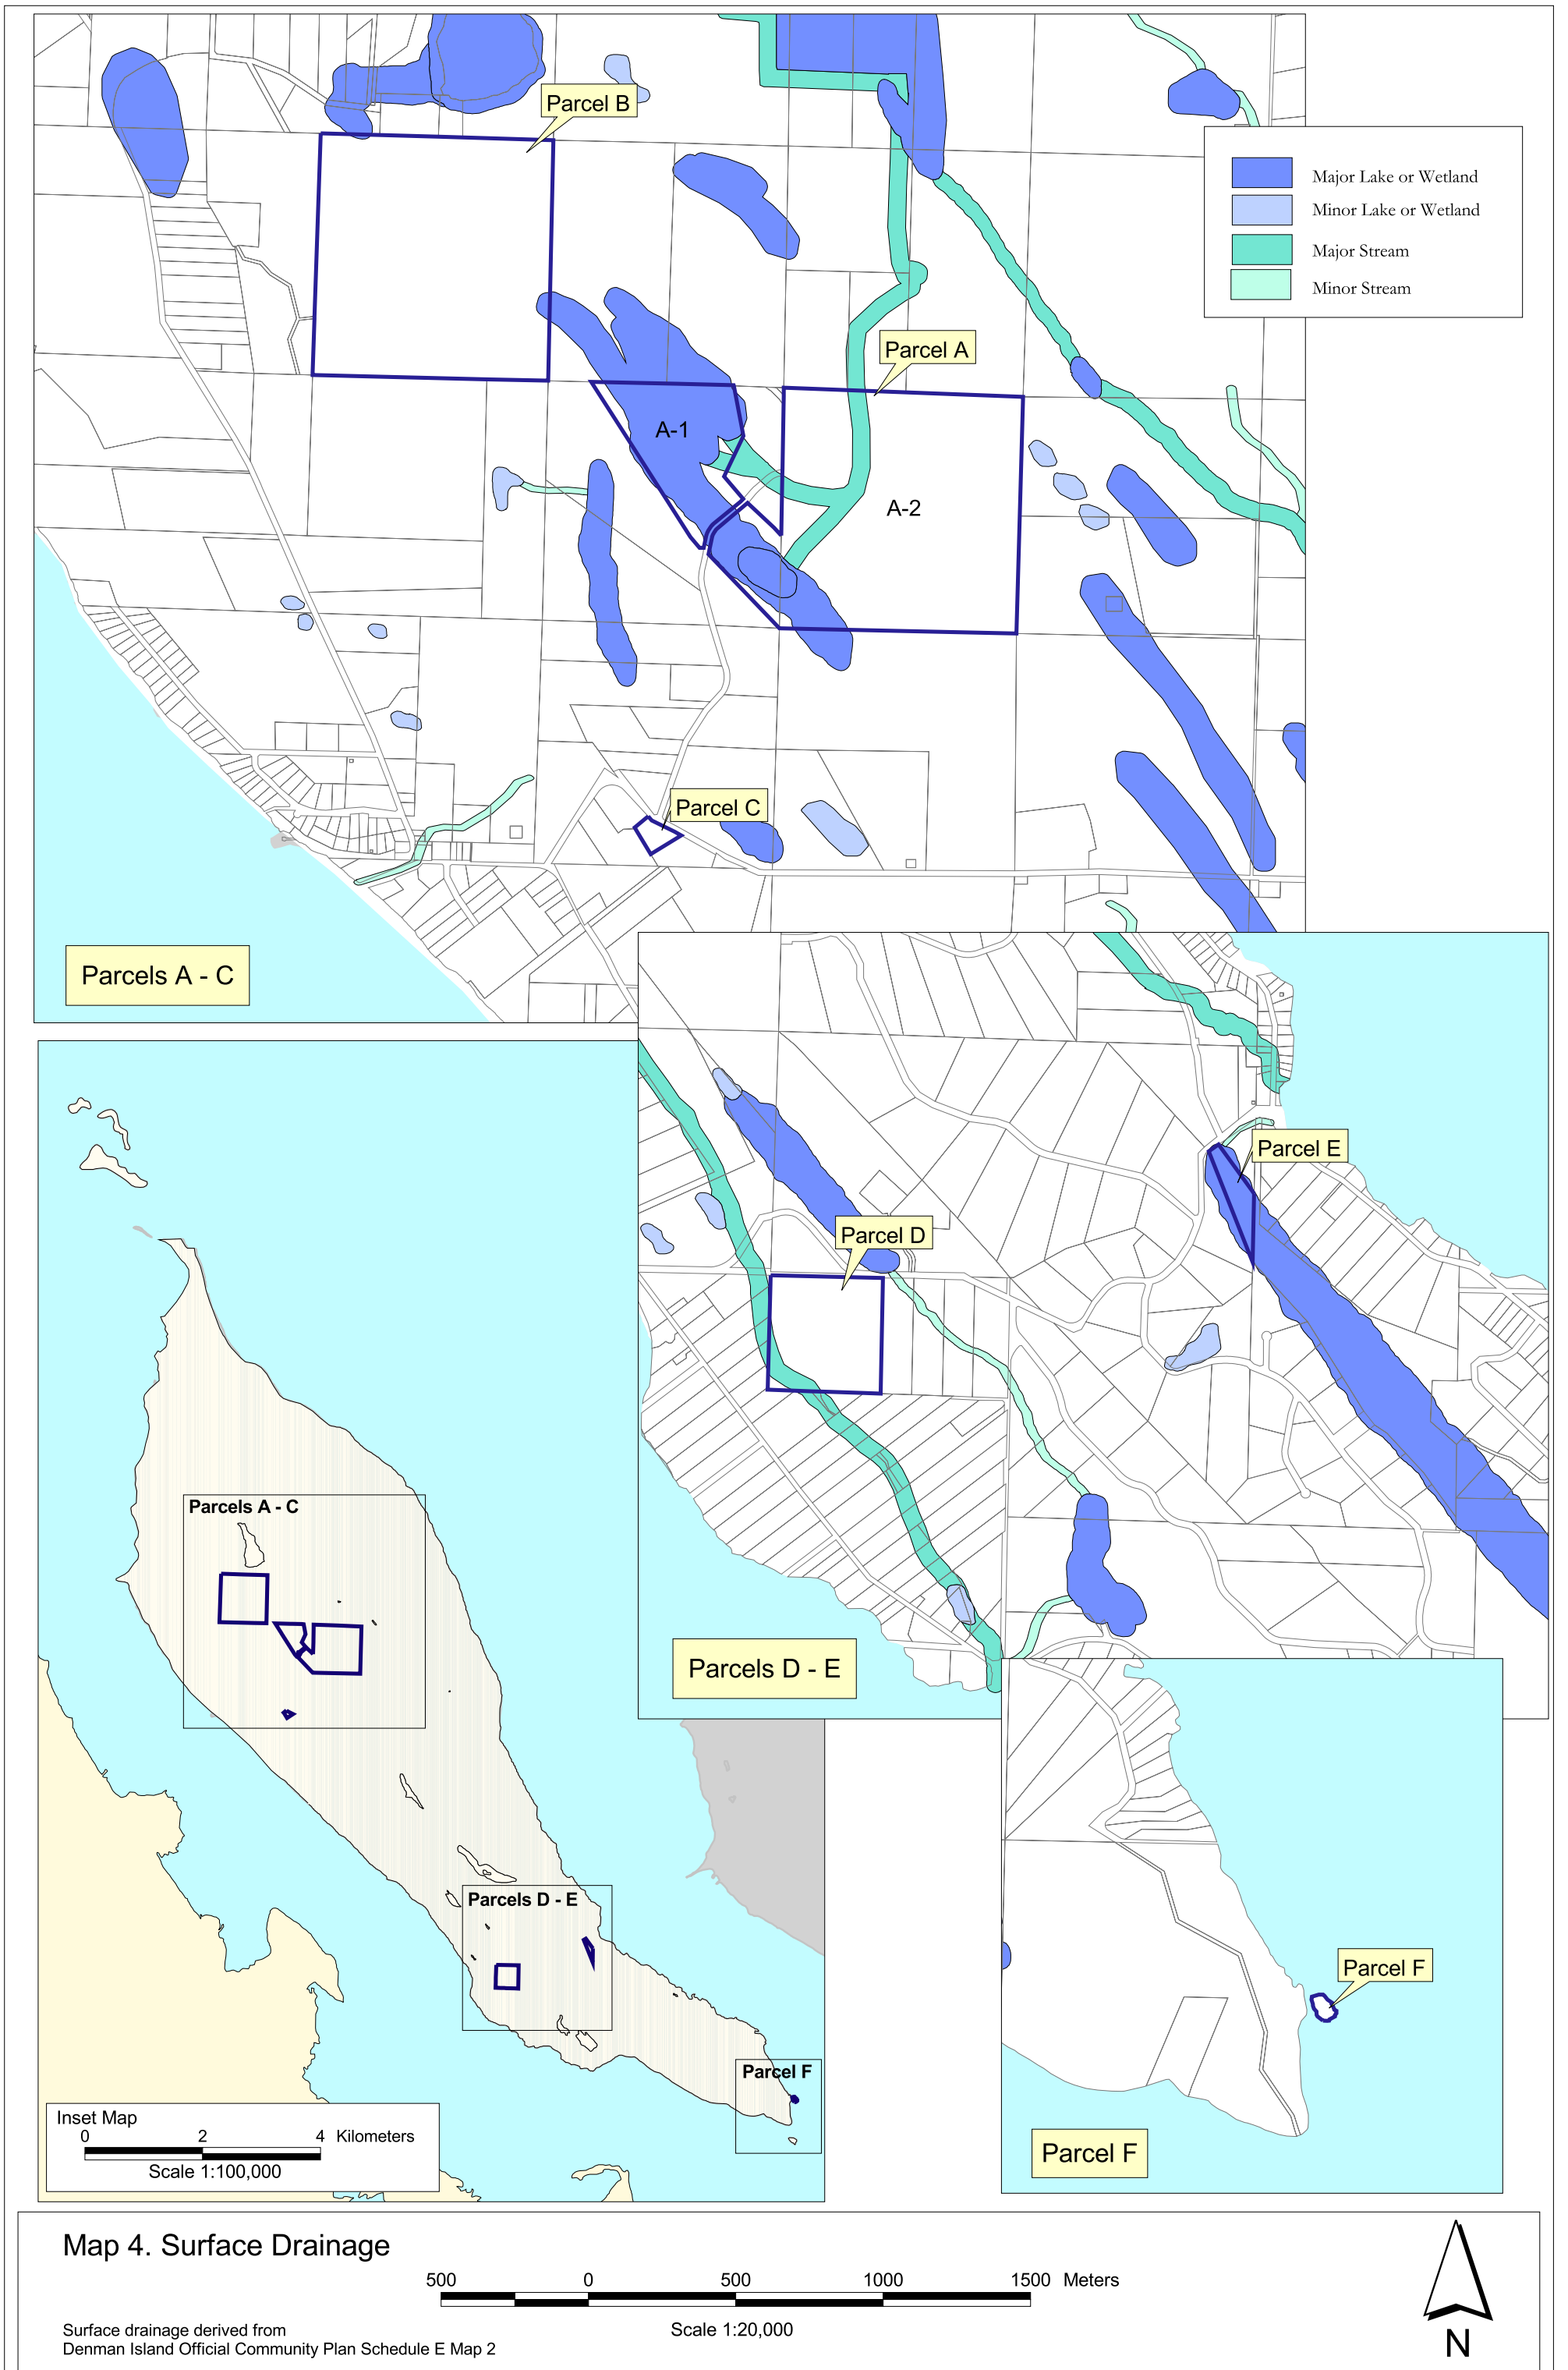 Parcel B
Major Lake or Wetland
Minor Lake or Wetland
Major Stream
Minor Stream
Parcel A
A-1
A-2
Parcel C
Parcels A - C
Parcel E
Parcel D
Parcels D - E
Parcels A - C
Parcels D - E
Parcel F
Parcel F
Parcel F
Inset Map
0 2 4 Kilometers
Scale 1:100,000
Map 4. Surface Drainage
500 0 500 1000 1500 Meters
Scale 1:20,000
Surface drainage derived from
Denman Island Official Community Plan Schedule E Map 2
N